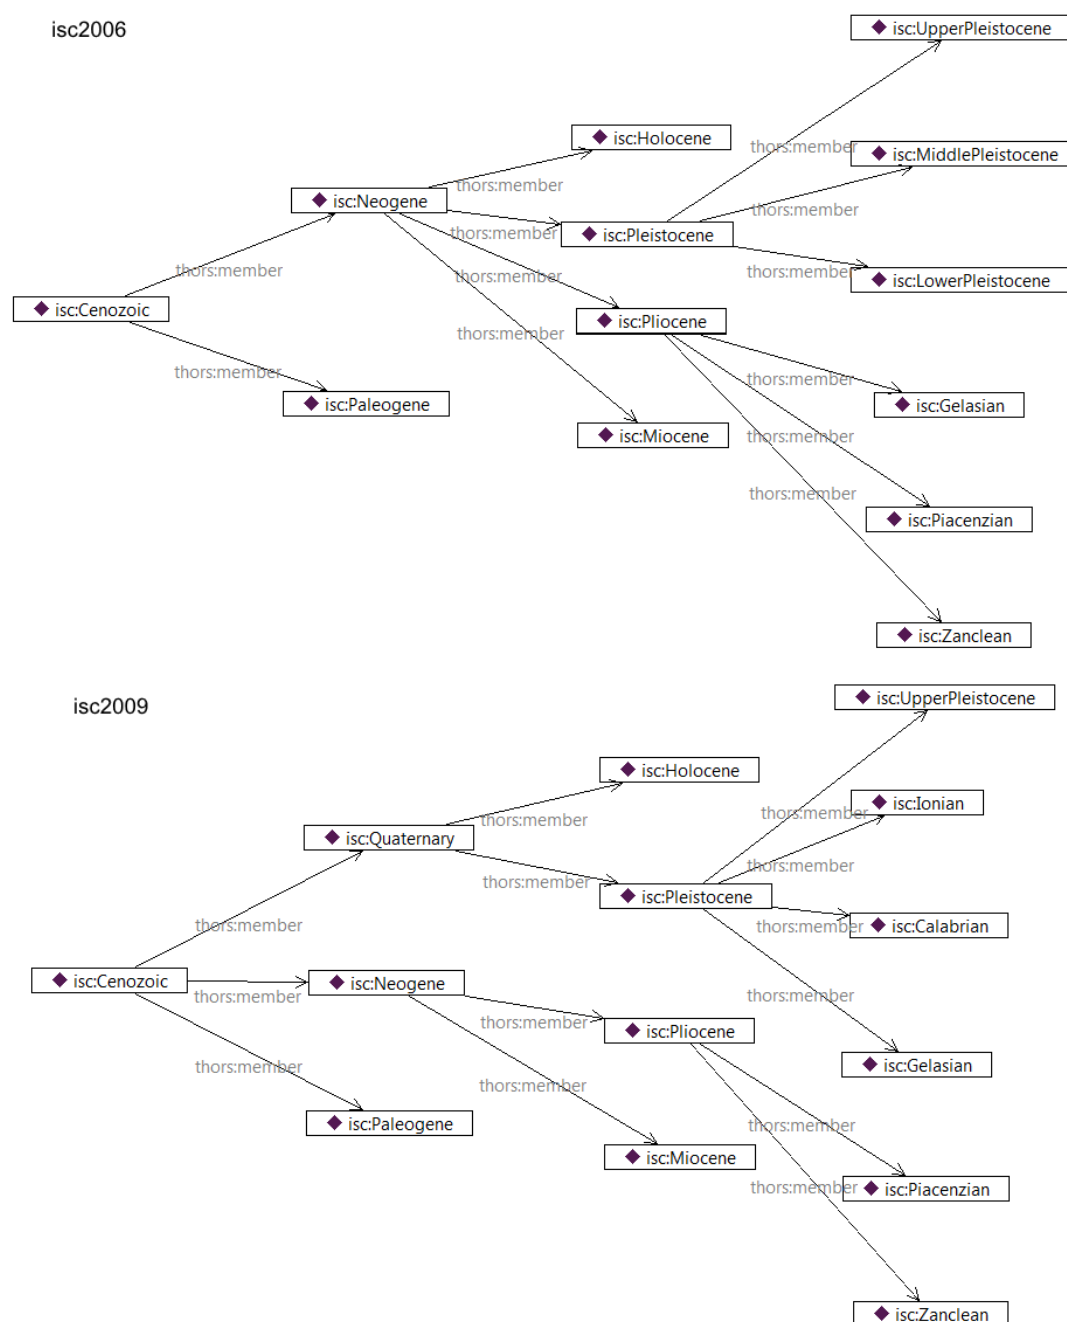 isc2006
isc:UpperPleistocene
isc:Holocene
thors:member
isc:MiddlePleistocene
thors:member
isc:Neogene
thors:member
thors:member
isc:Pleistocene
thors:member
thors:member
thors:member
isc:LowerPleistocene
isc:Cenozoic
isc:Pliocene
thors:member
thors:member
thors:member
isc:Paleogene
isc:Gelasian
isc:Miocene
thors:member
thors:member
isc:Piacenzian
isc:Zanclean
isc2009
isc:UpperPleistocene
isc:Holocene
isc:Ionian
thors:member
thors:member
isc:Quaternary
thors:member
thors:member
isc:Pleistocene
thors:member
thors:member
isc:Calabrian
isc:Cenozoic
isc:Neogene
thors:member
thors:member
thors:member
isc:Pliocene
thors:member
isc:Gelasian
thors:member
isc:Paleogene
thors:member
isc:Miocene
thors:member
isc:Piacenzian
isc:Zanclean